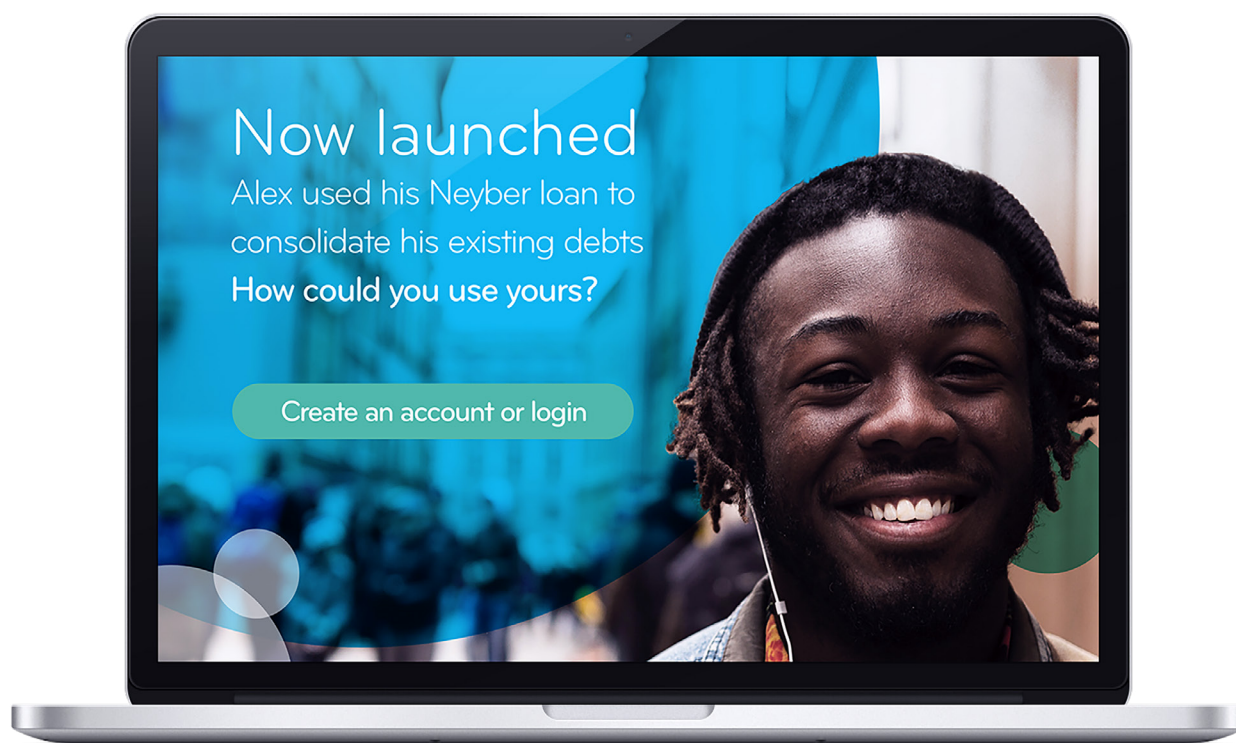 Now launched
Alex used his Neyber loan to
consolidate his existing debts
How could you use yours?
Create an account or login